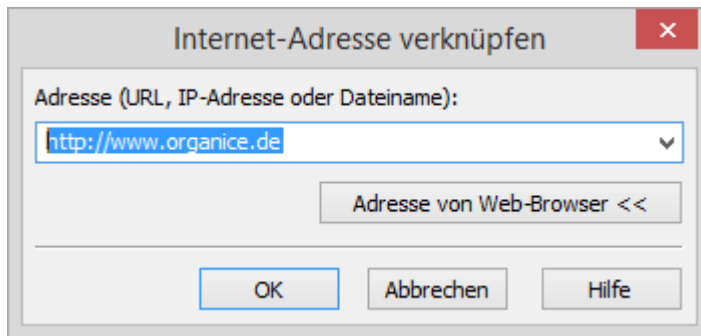 Internet-Adresse verknüpfen
Adresse (URL, IP-Adresse oder Dateiname):
http://www.organice.de
Adresse von Web-Browser <<
OK Abbrechen Hilfe